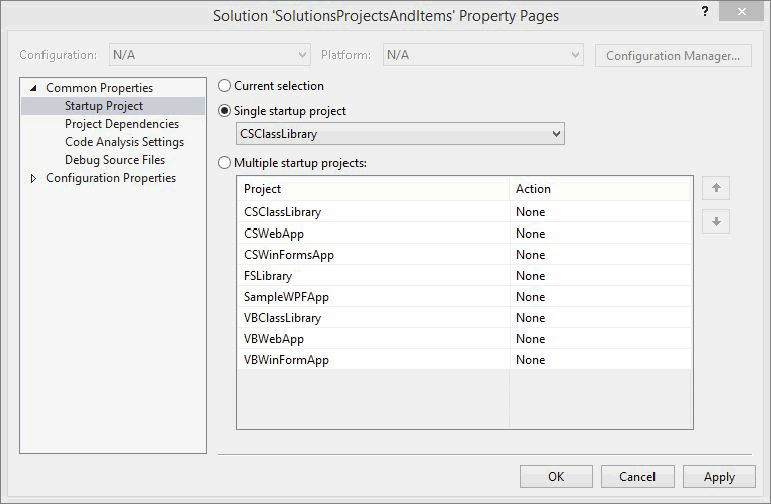 Solution 'SolutionsProjectsAndItems' Property Pages
? ×
Configuration: N/A Platform: N/A Configuration Manager...
Common Properties
Startup Project
Project Dependencies
Code Analysis Settings
Debug Source Files
Configuration Properties
Current selection
Single startup project
CSClassLibrary
Multiple startup projects:
Project Action
CSClassLibrary None
CSWebApp None
CSWinFormsApp None
FSLibrary None
SampleWPFApp None
VBClassLibrary None
VBWebApp None
VBWinFormApp None
OK Cancel Apply